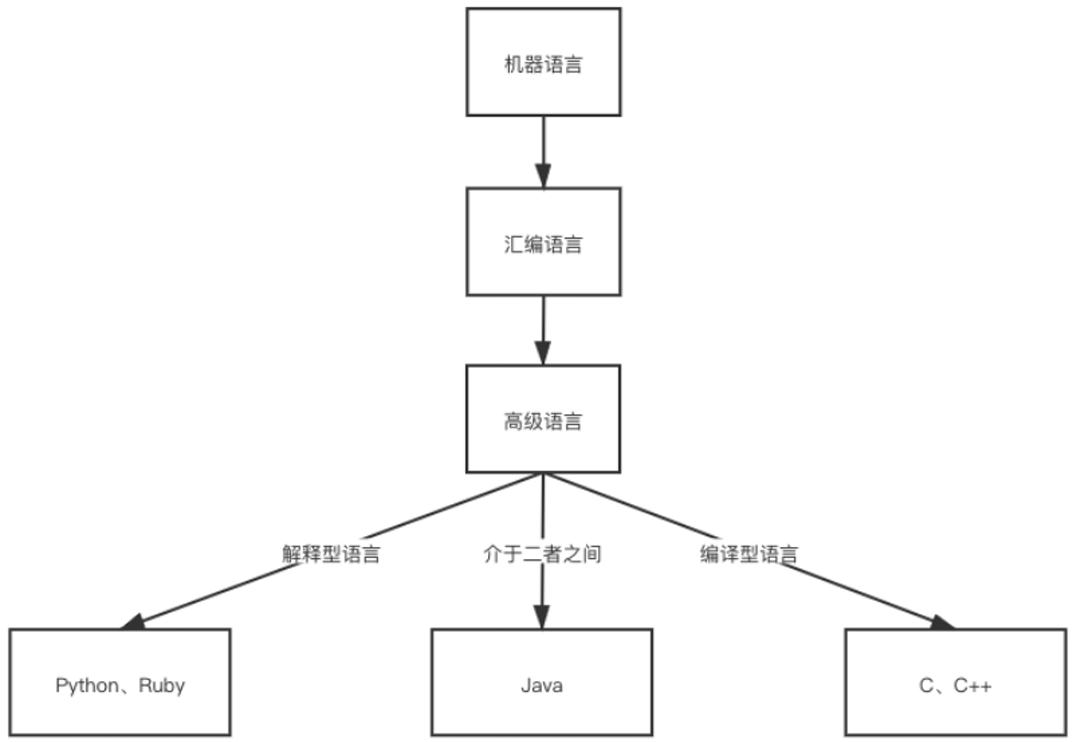 机器语言
汇编语言
高级语言
解释型语言
介于二者之间
编译型语言
Python、Ruby
Java
C、C++